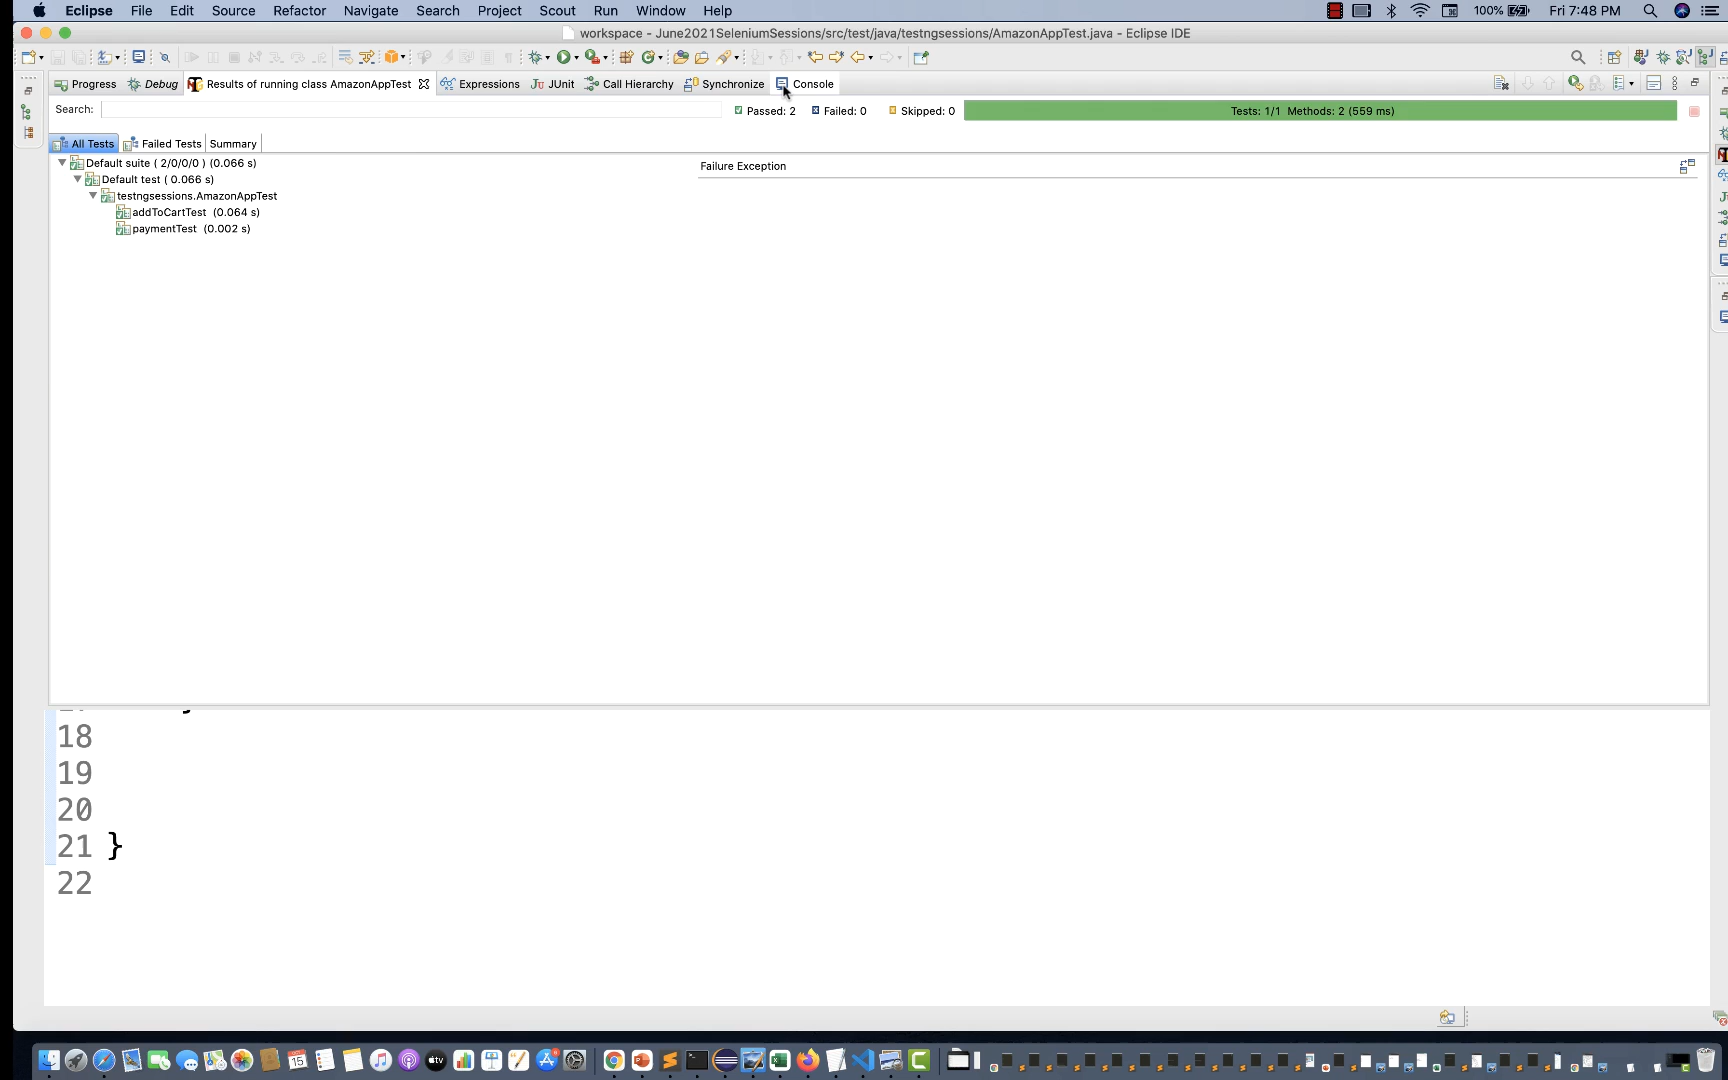 Eclipse File Edit Source Refactor Navigate Search Project Scout Run Window Help 100% Fri 7:48 PM
workspace - June2021SeleniumSessions/src/test/java/testngsessions/AmazonAppTest.java - Eclipse IDE
Progress Debug Results of running class AmazonAppTest Expressions Ju JUnit Call Hierarchy Synchronize Console
Search: Passed: 2 Failed: 0 Skipped: 0 Tests: 1/1 Methods: 2 (559 ms)
All Tests Failed Tests Summary
Default suite ( 2/0/0/0 ) (0.066 s) Failure Exception
Default test ( 0.066 s)
testngsessions.AmazonAppTest
addToCartTest (0.064 s)
paymentTest (0.002 s)
18
19
20
21 }
22